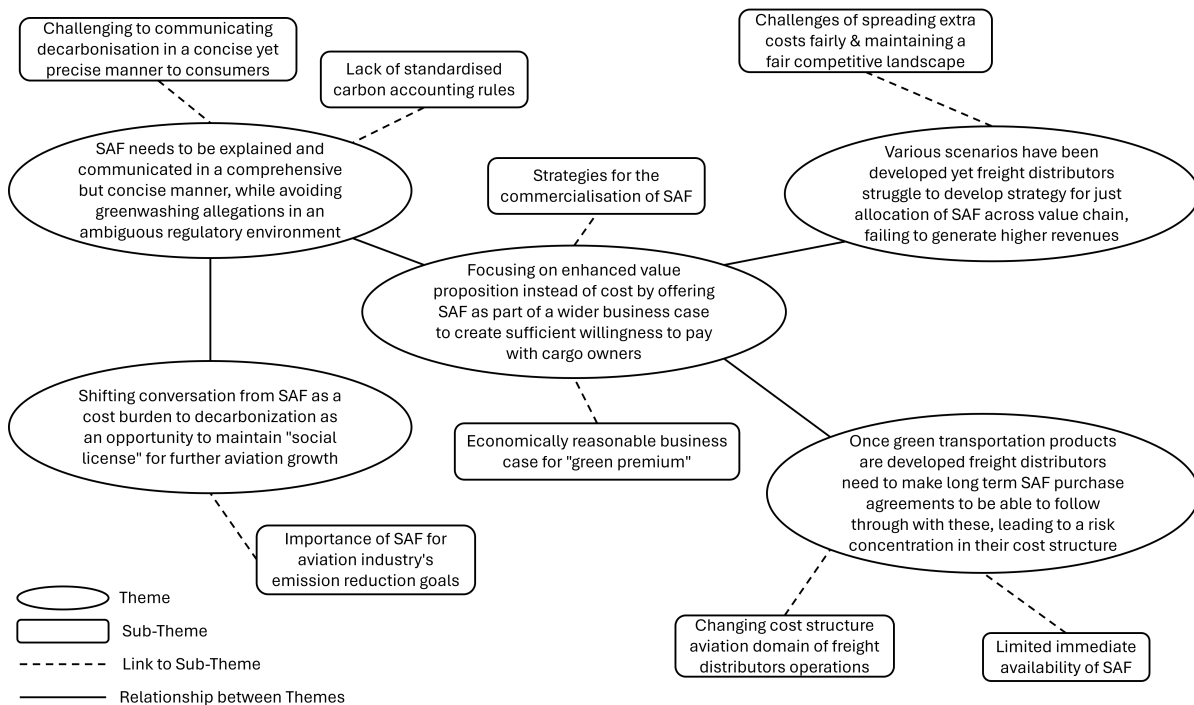 Challenging to communicating
decarbonisation in a concise yet
precise manner to consumers
Lack of standardised
carbon accounting rules
Challenges of spreading extra
costs fairly & maintaining a
fair competitive landscape
SAF needs to be explained and
communicated in a comprehensive
but concise manner, while avoiding
greenwashing allegations in an
ambiguous regulatory environment
Strategies for the
commercialisation of SAF
Various scenarios have been
developed yet freight distributors
struggle to develop strategy for just
allocation of SAF across value chain,
failing to generate higher revenues
Focusing on enhanced value
proposition instead of cost by offering
SAF as part of a wider business case
to create sufficient willingness to pay
with cargo owners
Shifting conversation from SAF as a
cost burden to decarbonization as
an opportunity to maintain "social
license" for further aviation growth
Economically reasonable business
case for "green premium"
Once green transportation products
are developed freight distributors
need to make long term SAF purchase
agreements to be able to follow
through with these, leading to a risk
concentration in their cost structure
Importance of SAF for
aviation industry's
emission reduction goals
Changing cost structure
aviation domain of freight
distributors operations
Limited immediate
availability of SAF
Theme
Sub-Theme
Link to Sub-Theme
Relationship between Themes